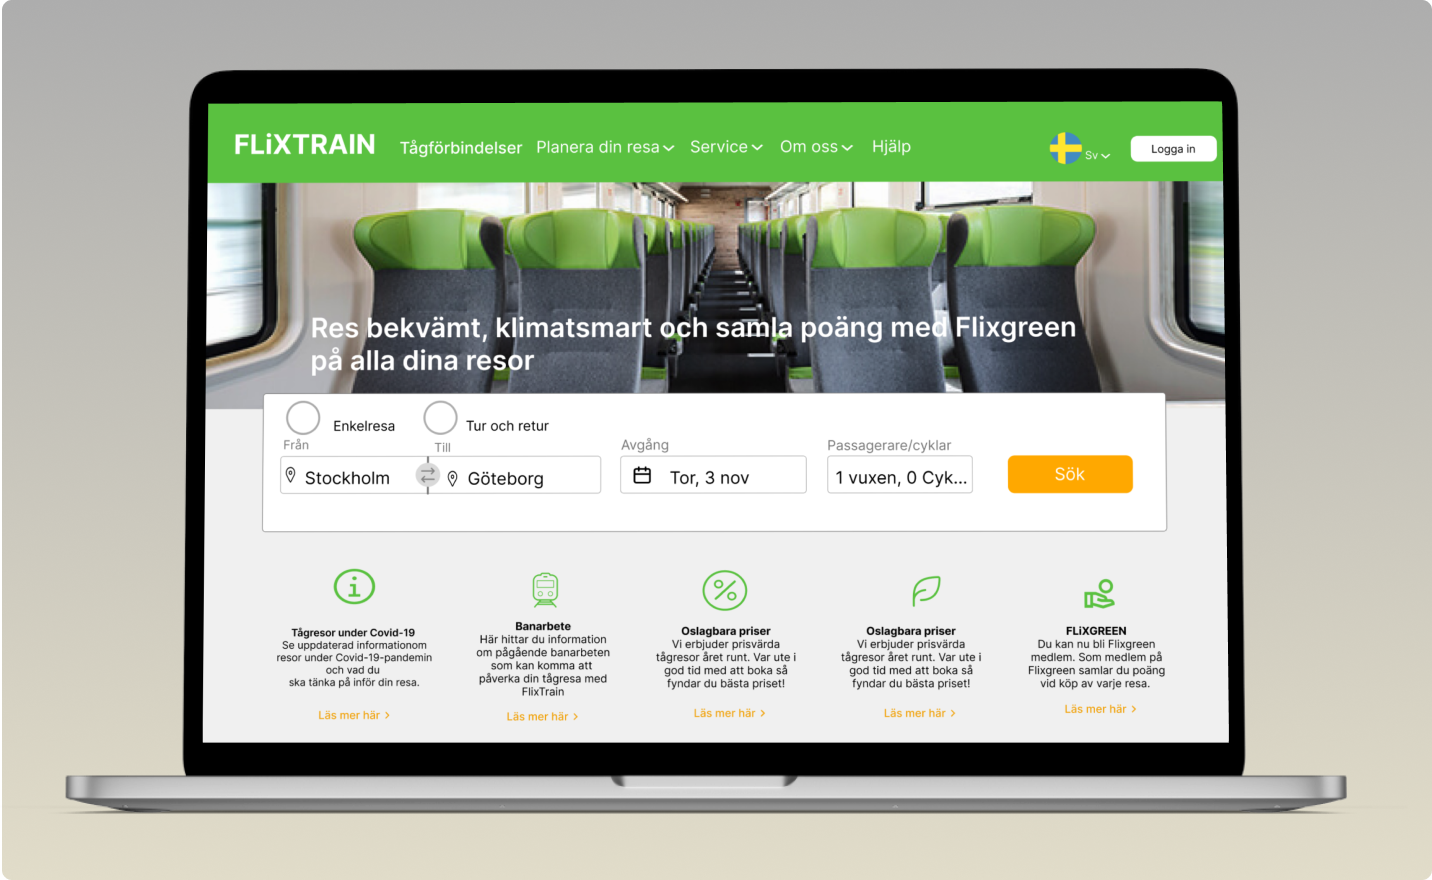 FLiXTRAIN Tågförbindelser Planera din resa Service Om oss Hjälp Sv Logga in
Res bekvämt, klimatsmart och samla poäng med Flixgreen
på alla dina resor
Enkelresa Tur och retur
Från Till Avgång Passagerare/cyklar
Stockholm Göteborg Tor, 3 nov 1 vuxen, 0 Cyk... Sök
Tågresor under Covid-19
Se uppdaterad informationom
resor under Covid-19-pandemin
och vad du
ska tänka på inför din resa.
Läs mer här >
Banarbete
Här hittar du information
om pågående banarbeten
som kan komma att
påverka din tågresa med
FlixTrain
Läs mer här >
Oslagbara priser
Vi erbjuder prisvärda
tågresor året runt. Var ute i
god tid med att boka så
fyndar du bästa priset!
Läs mer här >
Oslagbara priser
Vi erbjuder prisvärda
tågresor året runt. Var ute i
god tid med att boka så
fyndar du bästa priset!
Läs mer här >
FLiXGREEN
Du kan nu bli Flixgreen
medlem. Som medlem på
Flixgreen samlar du poäng
vid köp av varje resa.
Läs mer här >